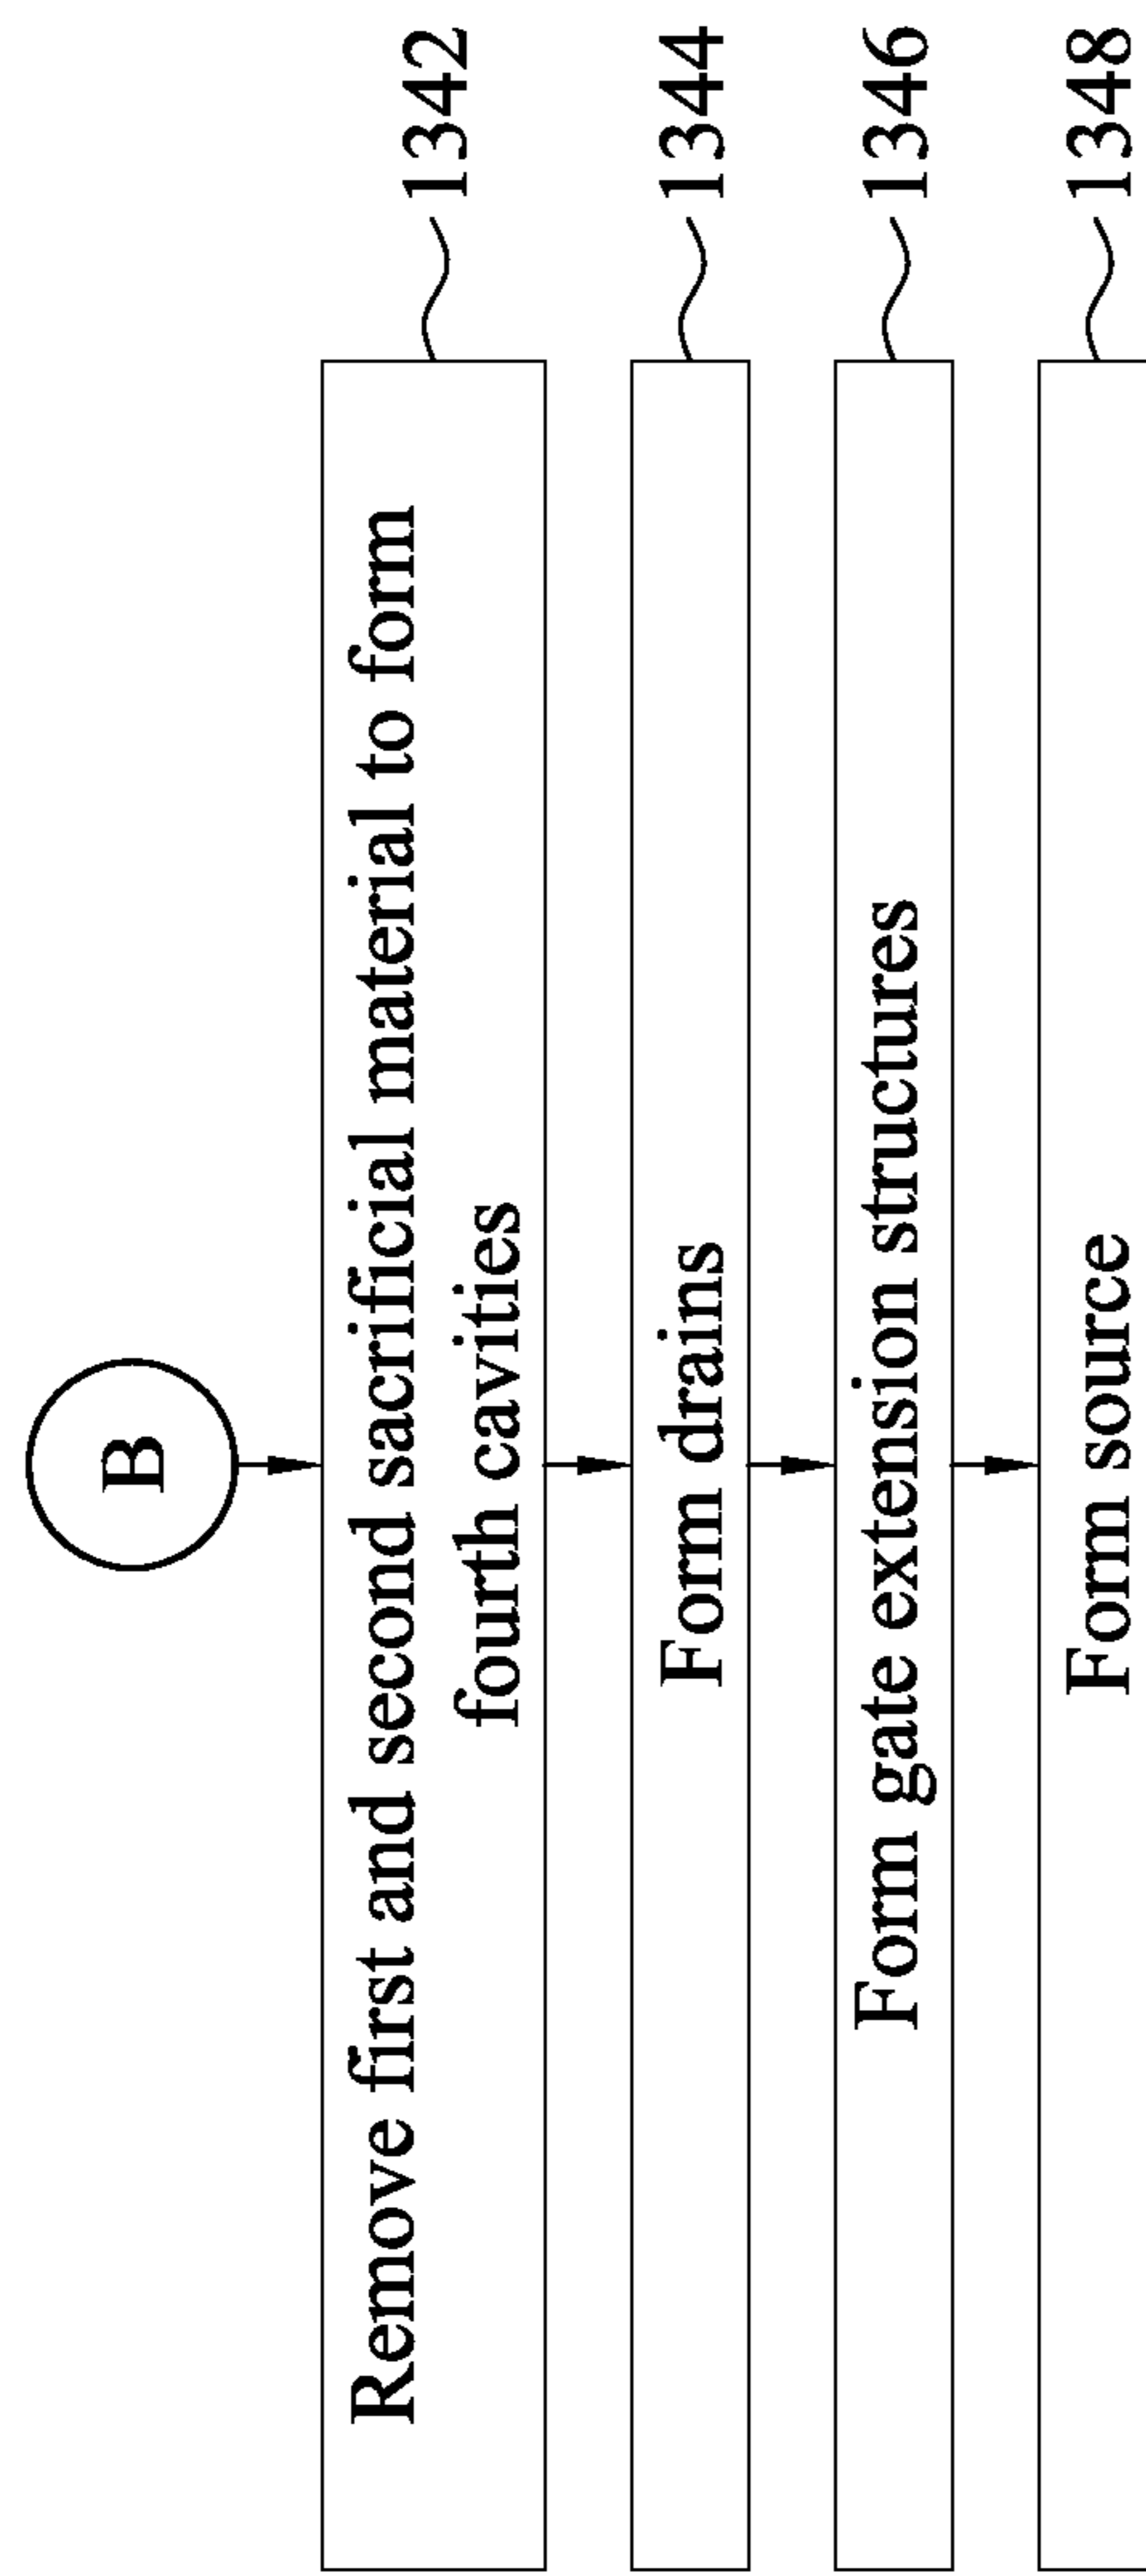 B
Remove first and second sacrificial material to form
fourth cavities
1342
Form drains
1344
Form gate extension structures
1346
Form source
1348